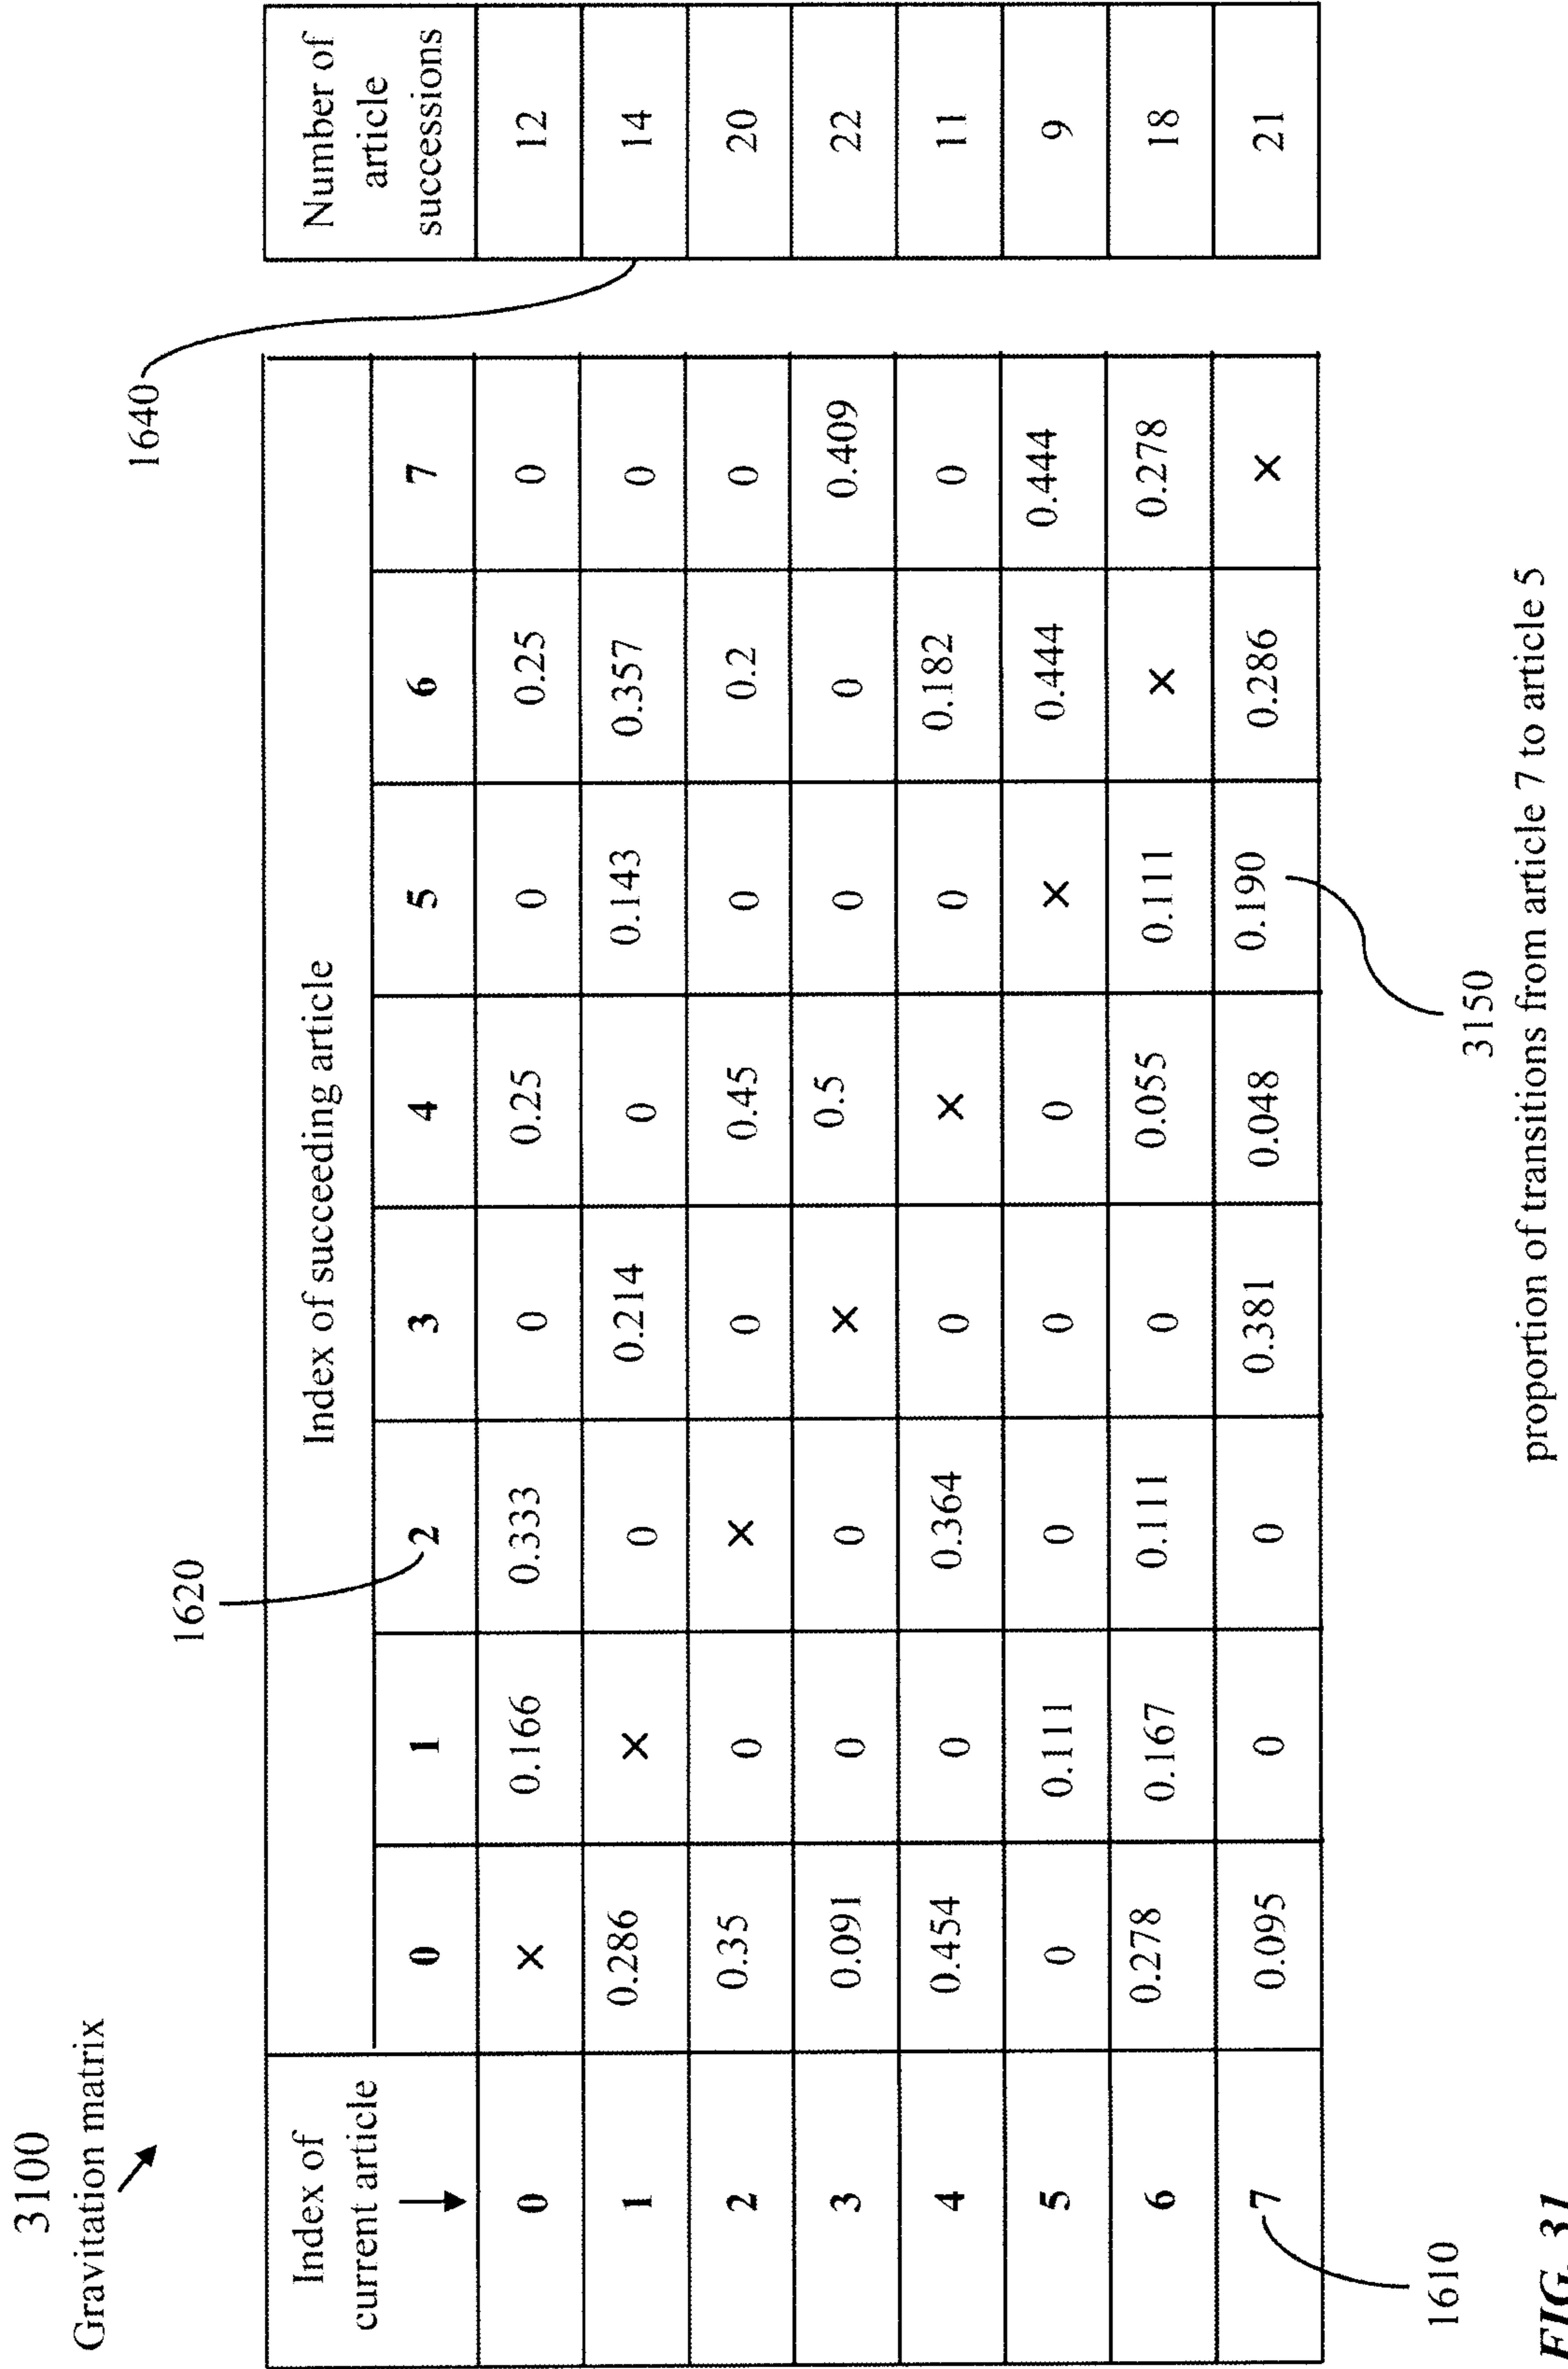 3100
Gravitation matrix
1620
1640
Index of current article
Index of succeeding article
Number of article successions
0 1 2 3 4 5 6 7
0 × 0.166 0.333 0 0.25 0 0.25 0 12
1 0.286 × 0 0.214 0 0.143 0.357 0 14
2 0.35 0 × 0 0.45 0 0.2 0 20
3 0.091 0 0 × 0.5 0 0 0.409 22
4 0.454 0 0.364 0 × 0 0.182 0 11
5 0 0.111 0 0 0 × 0.444 0.444 9
6 0.278 0.167 0.111 0 0.055 0.111 × 0.278 18
7 0.095 0 0 0.381 0.048 0.190 0.286 × 21
1610
3150
proportion of transitions from article 7 to article 5
FIG. 31